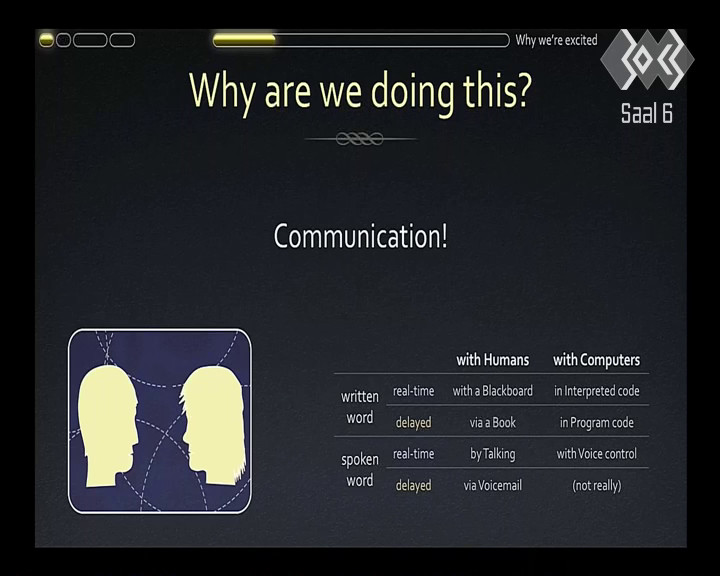 Why we're excited
Saal 6
Why are we doing this?
Communication!
with Humans with Computers
written word real-time with a Blackboard in Interpreted code
delayed via a Book in Program code
spoken word real-time by Talking with Voice control
delayed via Voicemail (not really)